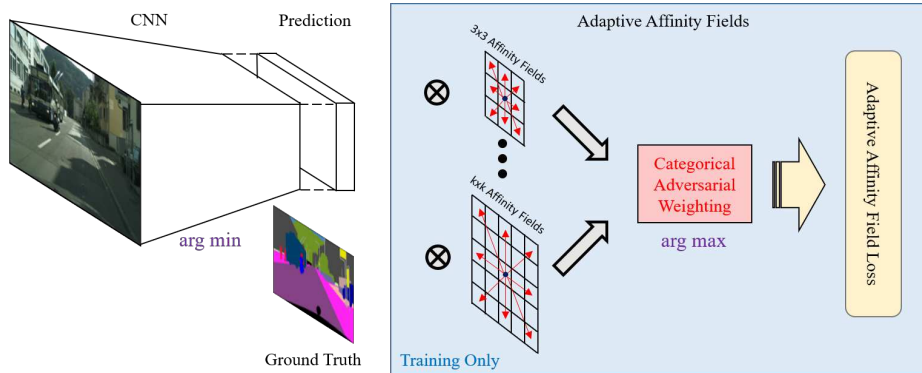 CNN
Prediction
arg min
Ground Truth
Adaptive Affinity Fields
3x3 Affinity Fields
kxk Affinity Fields
Categorical
Adversarial
Weighting
arg max
Adaptive Affinity Field Loss
Training Only